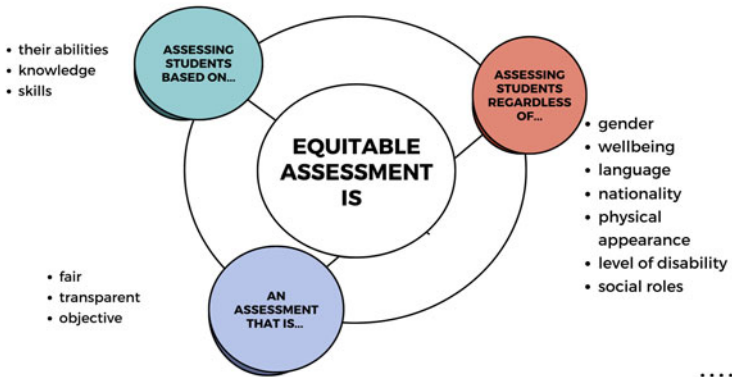 • their abilities
• knowledge
• skills
ASSESSING
STUDENTS
BASED ON...
ASSESSING
STUDENTS
REGARDLESS
OF...
• gender
• wellbeing
• language
• nationality
• physical
appearance
• level of disability
• social roles
EQUITABLE
ASSESSMENT
IS
• fair
• transparent
• objective
AN
ASSESSMENT
THAT IS...
....